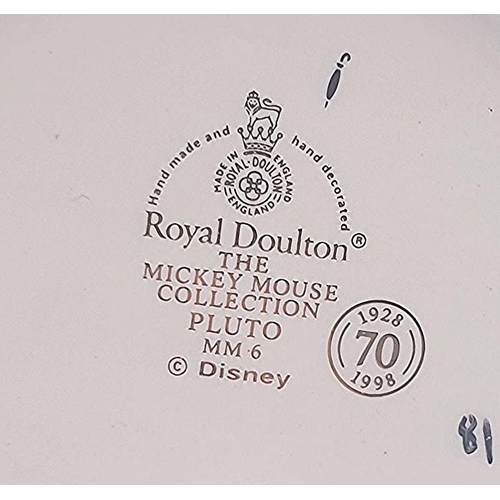 Hand made and hand decorated
MADE IN ENGLAND
ROYAL·DOULTON
ENGLAND
Royal Doulton®
THE
MICKEY MOUSE
COLLECTION
PLUTO
MM·6
© Disney
1928
70
1998
81